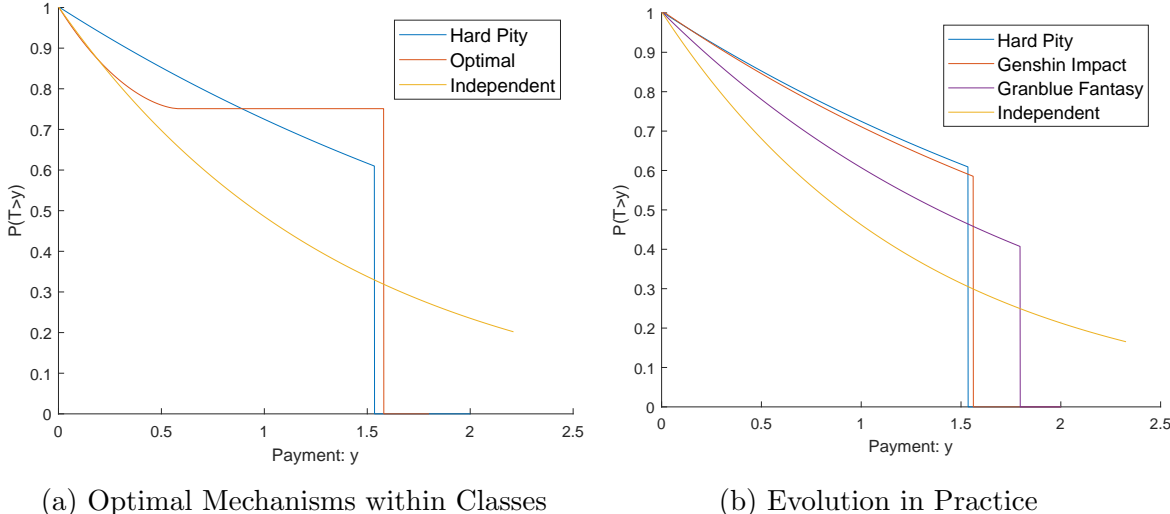 1
0.9
0.8
0.7
0.6
0.5
0.4
0.3
0.2
0.1
0
P(T>y)
Hard Pity
Optimal
Independent
0 0.5 1 1.5 2 2.5
Payment: y
(a) Optimal Mechanisms within Classes
1
0.9
0.8
0.7
0.6
0.5
0.4
0.3
0.2
0.1
0
P(T>y)
Hard Pity
Genshin Impact
Granblue Fantasy
Independent
0 0.5 1 1.5 2 2.5
Payment: y
(b) Evolution in Practice